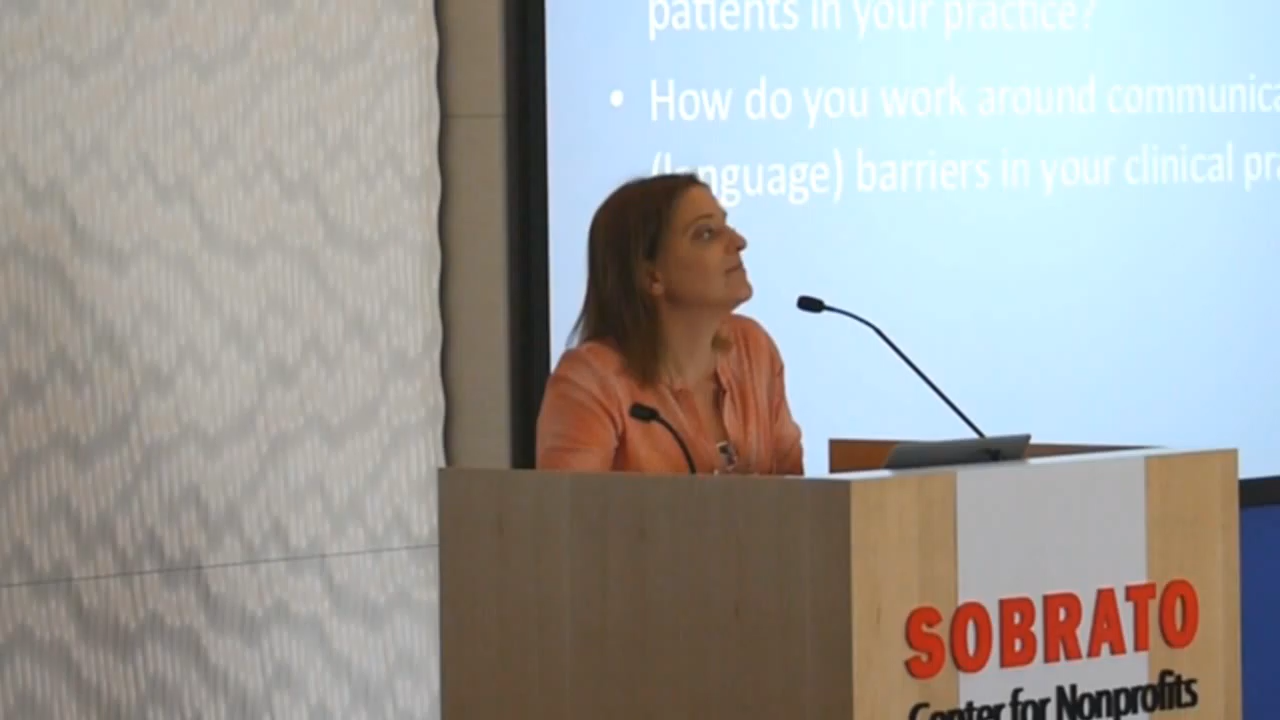 patients in your practice?
• How do you work around communica
(language) barriers in your clinical pra
SOBRATO
Center for Nonprofits